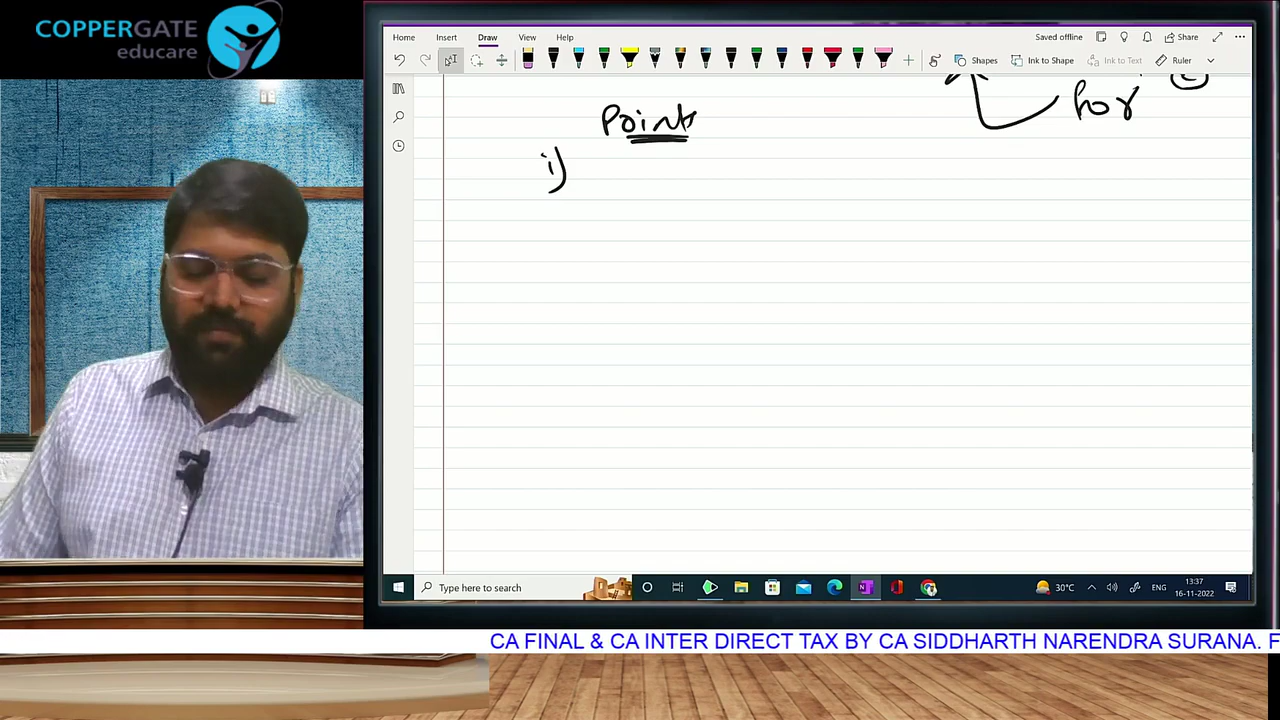 COPPERGATE
educare
Home Insert Draw View Help
Saved offline
Share
Shapes Ink to Shape Ink to Text Ruler
for
Points
i)
Type here to search
30°C
ENG
13:37
16-11-2022
CA FINAL & CA INTER DIRECT TAX BY CA SIDDHARTH NARENDRA SURANA. F